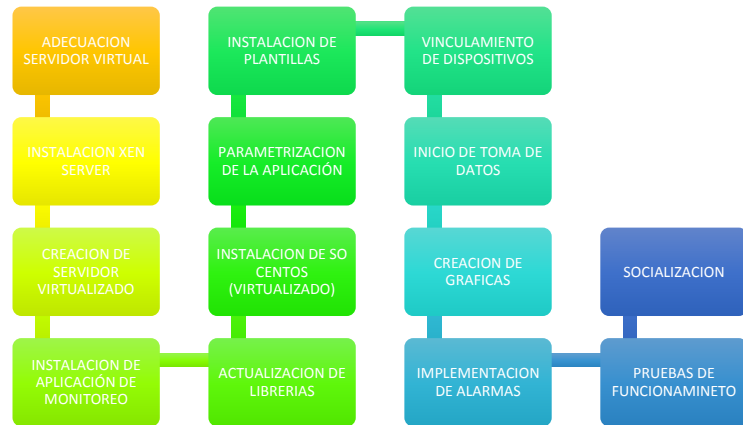 ADECUACION
SERVIDOR VIRTUAL
INSTALACION XEN
SERVER
CREACION DE
SERVIDOR
VIRTUALIZADO
INSTALACION DE
APLICACIÓN DE
MONITOREO
ACTUALIZACION DE
LIBRERIAS
INSTALACION DE SO
CENTOS
(VIRTUALIZADO)
PARAMETRIZACION
DE LA APLICACIÓN
INSTALACION DE
PLANTILLAS
VINCULAMIENTO
DE DISPOSITIVOS
INICIO DE TOMA DE
DATOS
CREACION DE
GRAFICAS
IMPLEMENTACION
DE ALARMAS
PRUEBAS DE
FUNCIONAMINETO
SOCIALIZACION